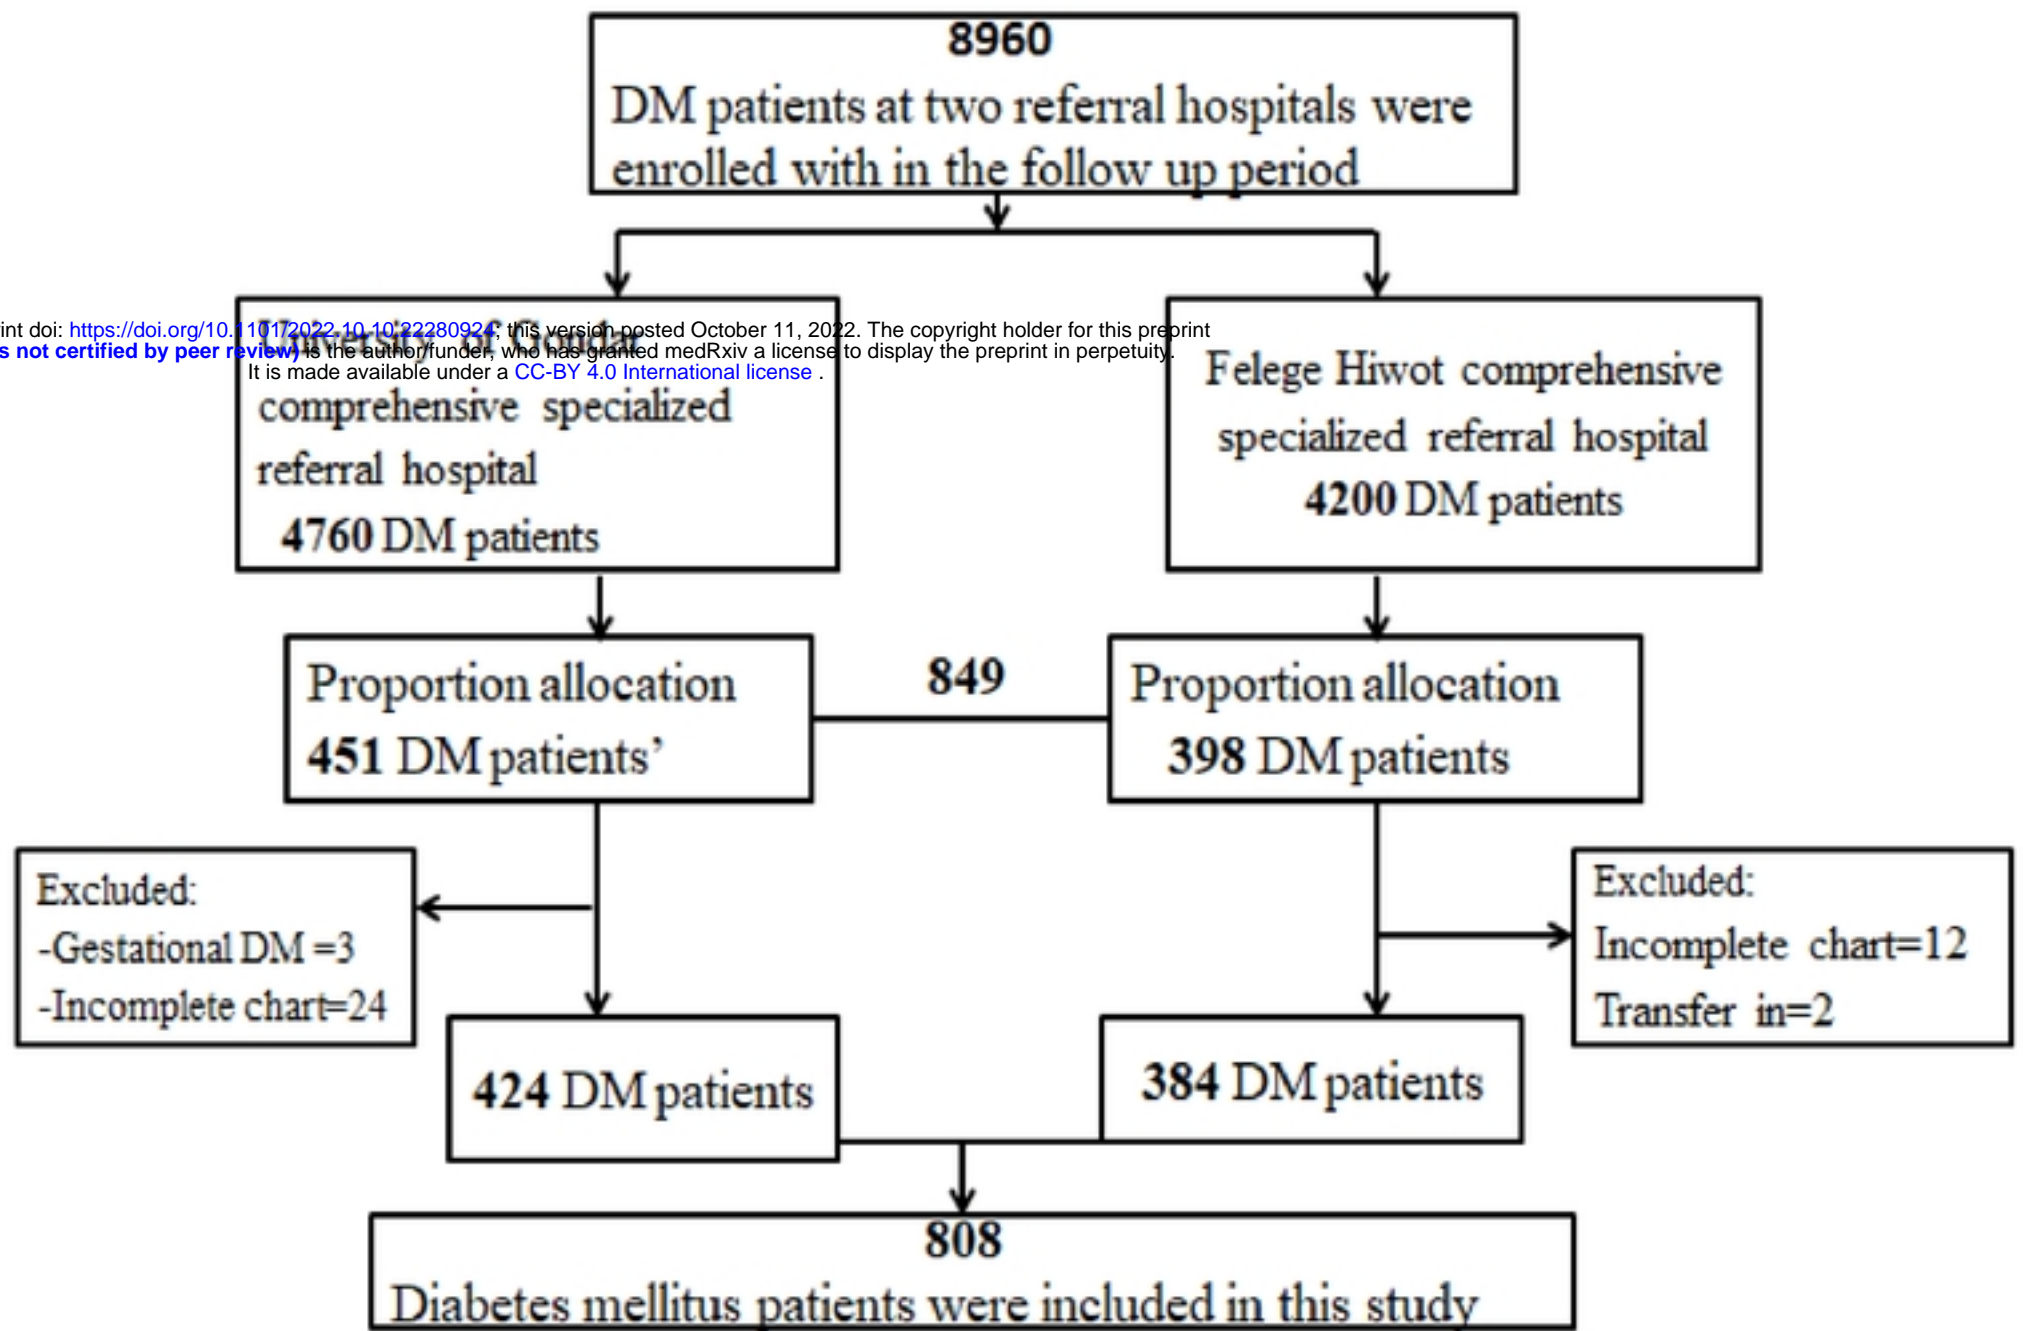 8960
DM patients at two referral hospitals were
enrolled with in the follow up period
int doi: https://doi.org/10.1101/2022.10.10.22280924; this version posted October 11, 2022. The copyright holder for this preprint
s not certified by peer review) is the author/funder, who has granted medRxiv a license to display the preprint in perpetuity.
It is made available under a CC-BY 4.0 International license .
University of Gondar
comprehensive specialized
referral hospital
4760 DM patients
Felege Hiwot comprehensive
specialized referral hospital
4200 DM patients
Proportion allocation
451 DM patients’
849
Proportion allocation
398 DM patients
Excluded:
-Gestational DM =3
-Incomplete chart=24
Excluded:
Incomplete chart=12
Transfer in=2
424 DM patients
384 DM patients
808
Diabetes mellitus patients were included in this study